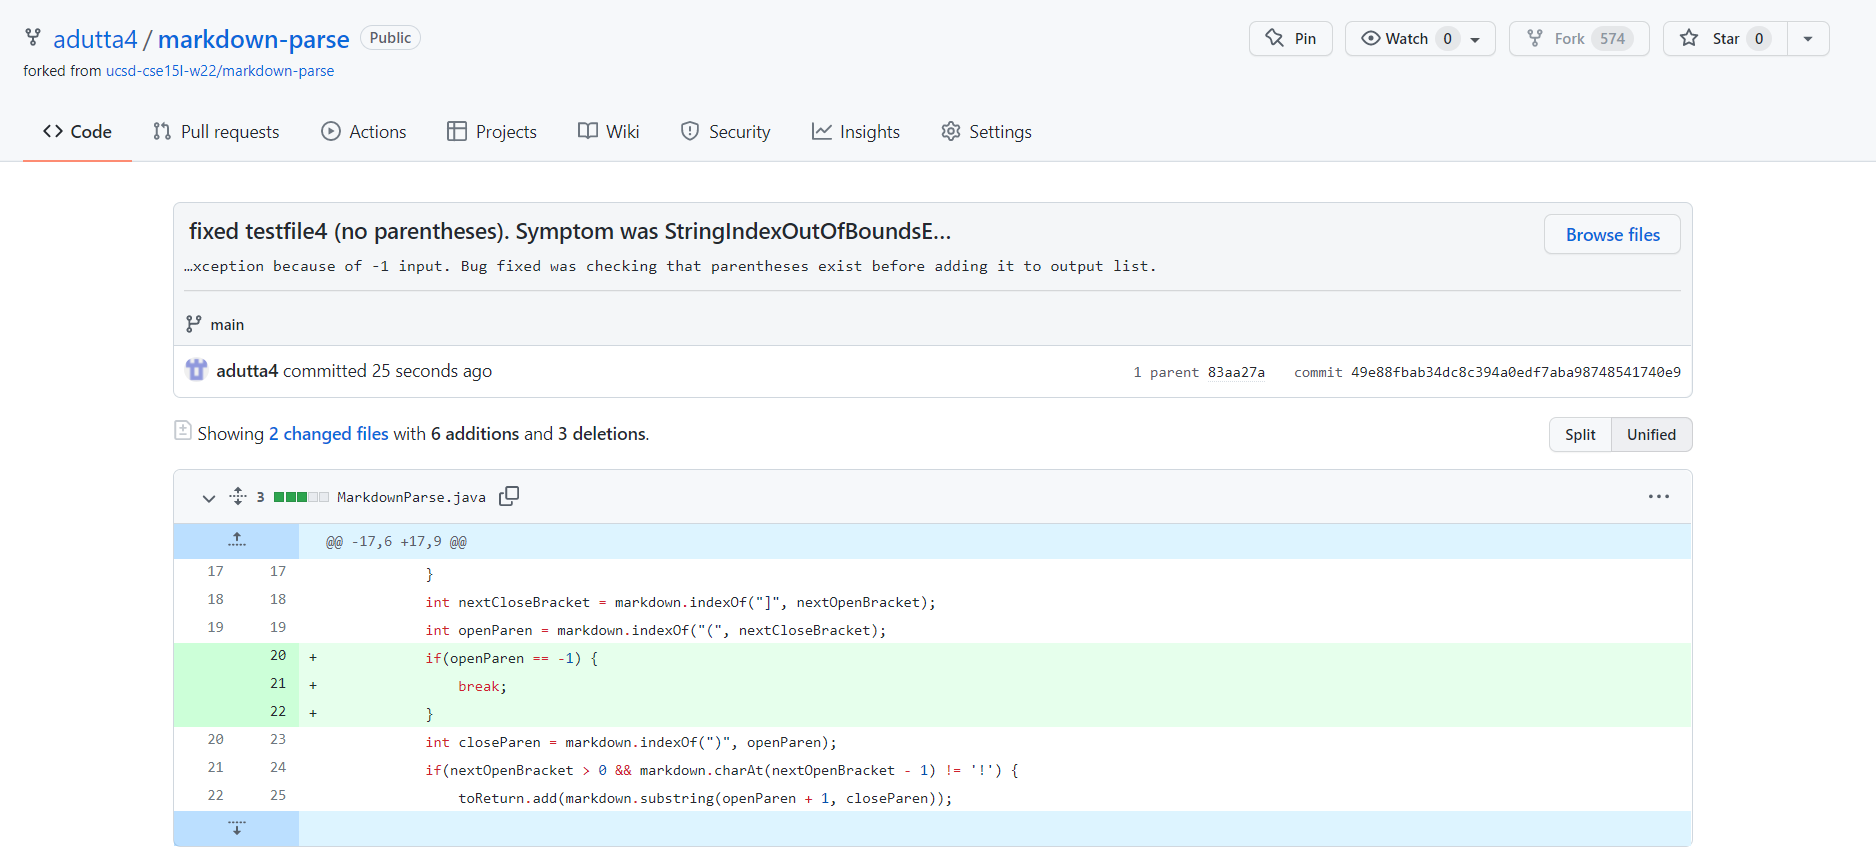 adutta4 / markdown-parse Public
Pin
Watch 0
Fork 574
Star 0
forked from ucsd-cse15l-w22/markdown-parse
Code
Pull requests
Actions
Projects
Wiki
Security
Insights
Settings
fixed testfile4 (no parentheses). Symptom was StringIndexOutOfBoundsE...
Browse files
…xception because of -1 input. Bug fixed was checking that parentheses exist before adding it to output list.
main
adutta4 committed 25 seconds ago
1 parent 83aa27a commit 49e88fbab34dc8c394a0edf7aba98748541740e9
Showing 2 changed files with 6 additions and 3 deletions.
Split
Unified
3 MarkdownParse.java
@@ -17,6 +17,9 @@
17 17 }
18 18 int nextCloseBracket = markdown.indexOf("]", nextOpenBracket);
19 19 int openParen = markdown.indexOf("(", nextCloseBracket);
20 + if(openParen == -1) {
21 + break;
22 + }
20 23 int closeParen = markdown.indexOf(")", openParen);
21 24 if(nextOpenBracket > 0 && markdown.charAt(nextOpenBracket - 1) != '!') {
22 25 toReturn.add(markdown.substring(openParen + 1, closeParen));